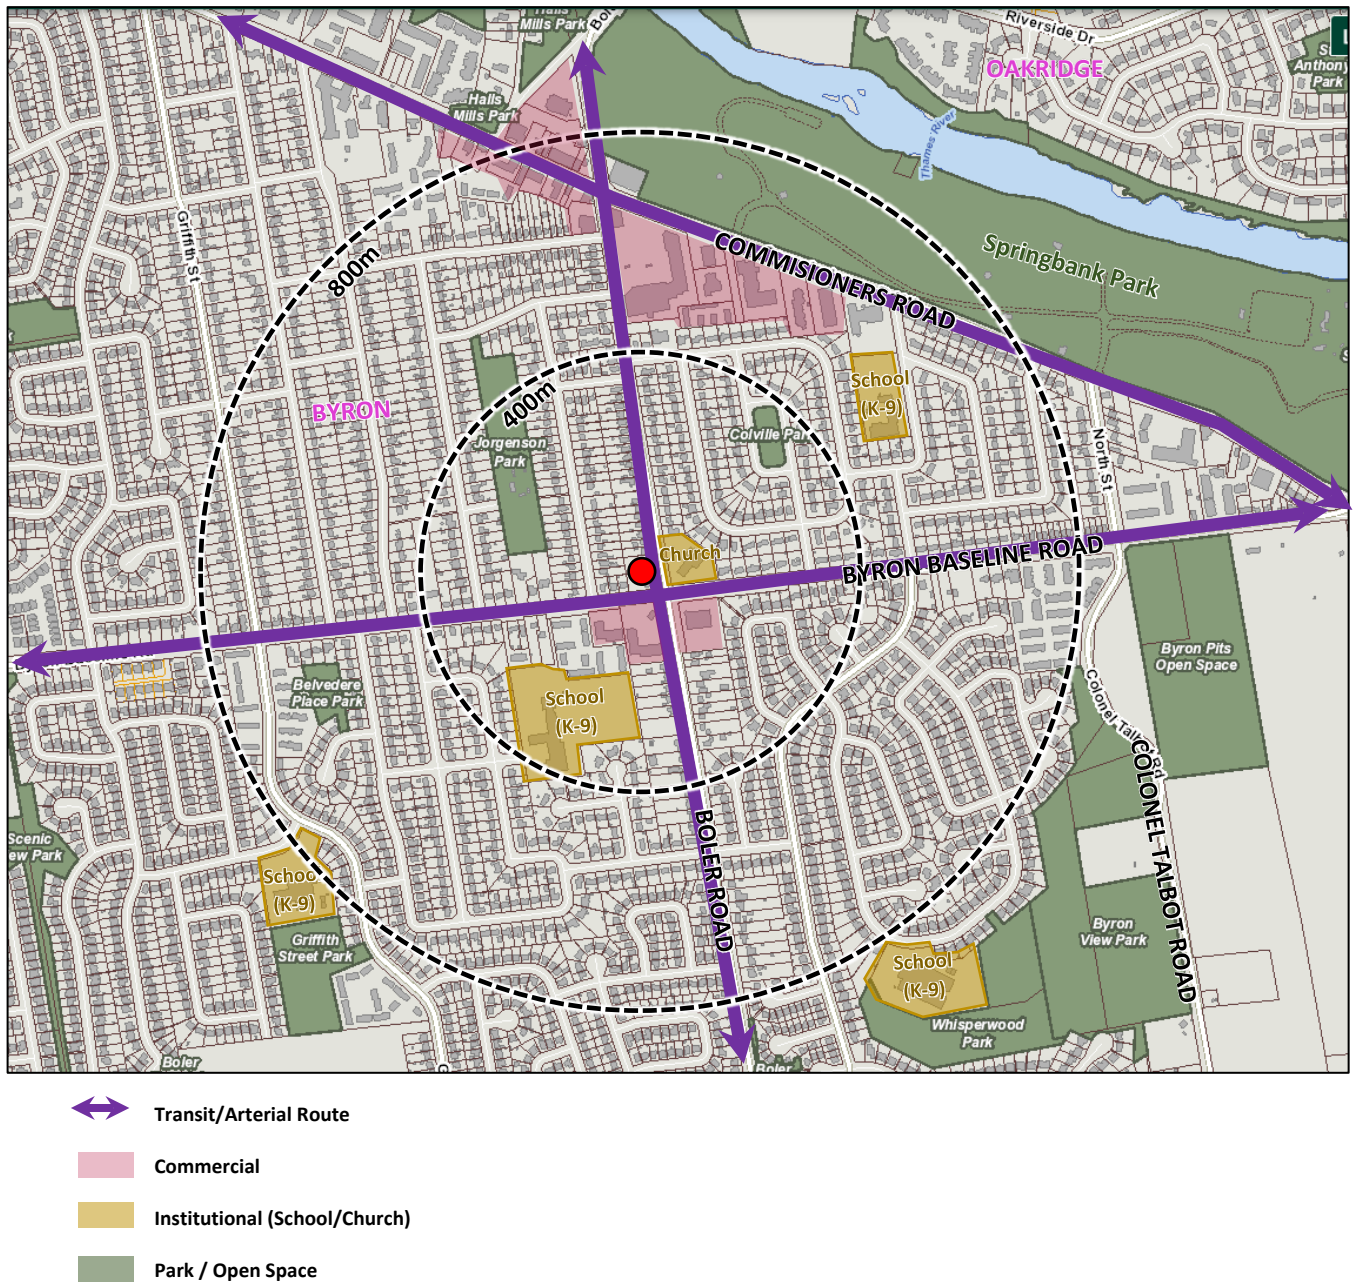 Halls
Mills Park
Riverside Dr
OAKRIDGE
Anthony
Park
Halls
Mills Park
Thames River
Griffith St
800m
COMMISIONERS ROAD
Springbank Park
400m
BYRON
School
(K-9)
Jorgenson
Park
Colville Park
North St
Church
BYRON BASELINE ROAD
Byron Pits
Open Space
Belvedere
Place Park
School
(K-9)
Colonel Talbot Rd
COLONEL TALBOT ROAD
BOLER ROAD
Scenic
ew Park
School
(K-9)
Griffith
Street Park
Byron
View Park
School
(K-9)
Whisperwood
Park
Boler
Boler
Transit/Arterial Route
Commercial
Institutional (School/Church)
Park / Open Space